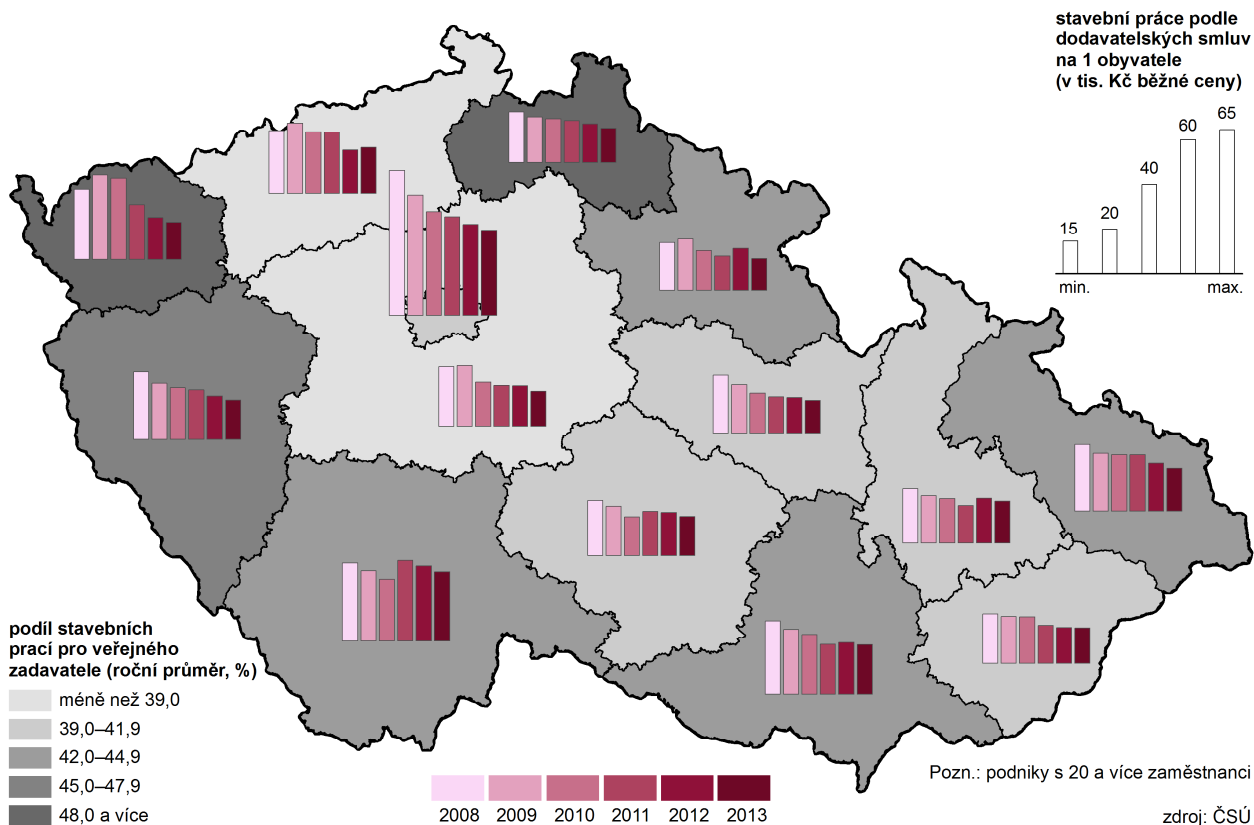 stavební práce podle
dodavatelských smluv
na 1 obyvatele
(v tis. Kč běžné ceny)
15
20
40
60
65
min.
max.
podíl stavebních
prací pro veřejného
zadavatele (roční průměr, %)
méně než 39,0
39,0–41,9
42,0–44,9
45,0–47,9
48,0 a více
2008
2009
2010
2011
2012
2013
Pozn.: podniky s 20 a více zaměstnanci
zdroj: ČSÚ